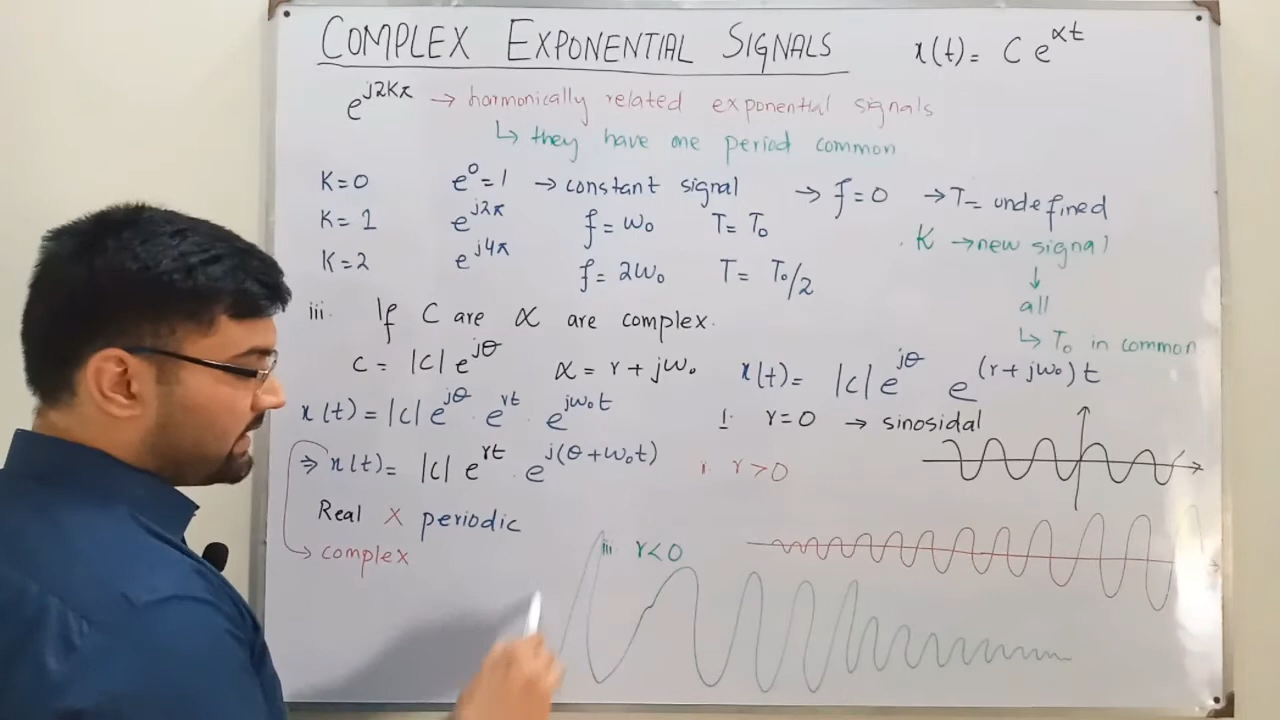 COMPLEX EXPONENTIAL SIGNALS x(t) = C e^{αt}
e^{j2Kπ} → harmonically related exponential signals
↳ they have one period common
K=0 e^0=1 → constant signal → f=0 → T= undefined
K=1 e^{j2π} f=ω₀ T=T₀
K → new signal
K=2 e^{j4π} f=2ω₀ T=T₀/2
↓
all
↳ T₀ in common
iii. If C are α are complex.
C = |C| e^{jθ} α = r + jω₀ x(t) = |C| e^{jθ} e^{(r+jω₀)t}
x(t) = |C| e^{jθ} · e^{rt} · e^{jω₀t}
1. r=0 → sinosidal
⇒ x(t) = |C| e^{rt} · e^{j(θ+ω₀t)}
r>0
Real X periodic
→ complex
iii r<0